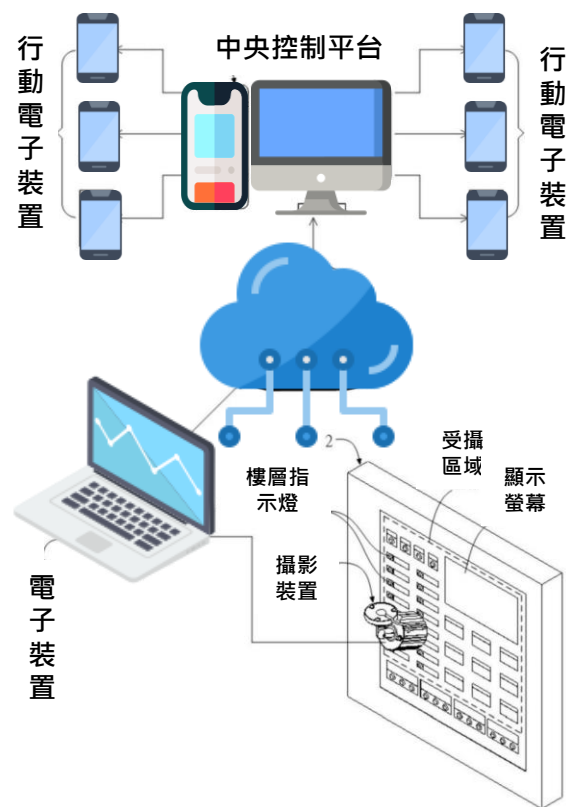 中央控制平台
行動電子裝置
行動電子裝置
2
受攝
區域
顯示
螢幕
樓層指
示燈
攝影
裝置
電子裝置